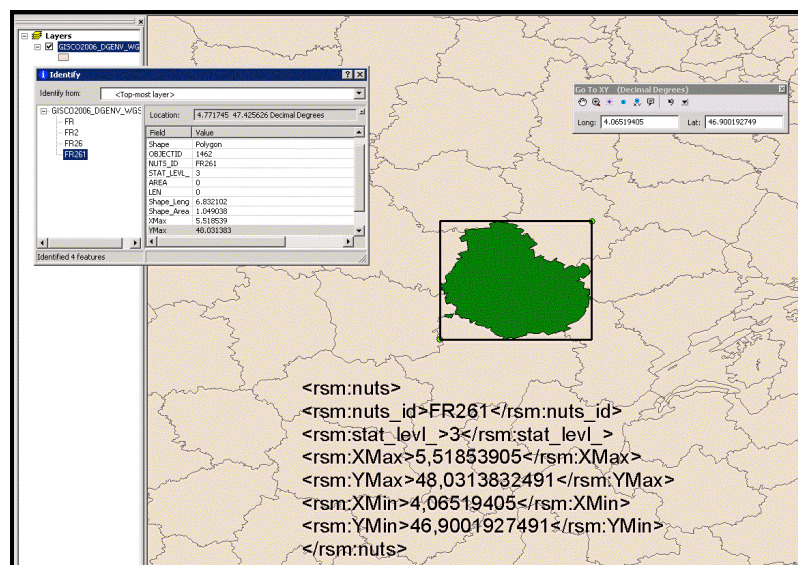 Layers
GISCO2006_DGENV_WG
Identify
Identify from:
<Top-most layer>
GISCO2006_DGENV_WGS
FR
FR2
FR26
FR261
Location:
4.771745 47.425626 Decimal Degrees
Field Value
Shape Polygon
OBJECTID 1462
NUTS_ID FR261
STAT_LEVL_ 3
AREA 0
LEN 0
Shape_Leng 6.832102
Shape_Area 1.049038
XMax 5.518539
YMax 48.031383
Identified 4 features
Go To XY (Decimal Degrees)
Long: 4.06519405 Lat: 46.900192749
<rsm:nuts>
<rsm:nuts_id>FR261</rsm:nuts_id>
<rsm:stat_levl_>3</rsm:stat_levl_>
<rsm:XMax>5,51853905</rsm:XMax>
<rsm:YMax>48,0313832491</rsm:YMax>
<rsm:XMin>4,06519405</rsm:XMin>
<rsm:YMin>46,9001927491</rsm:YMin>
</rsm:nuts>